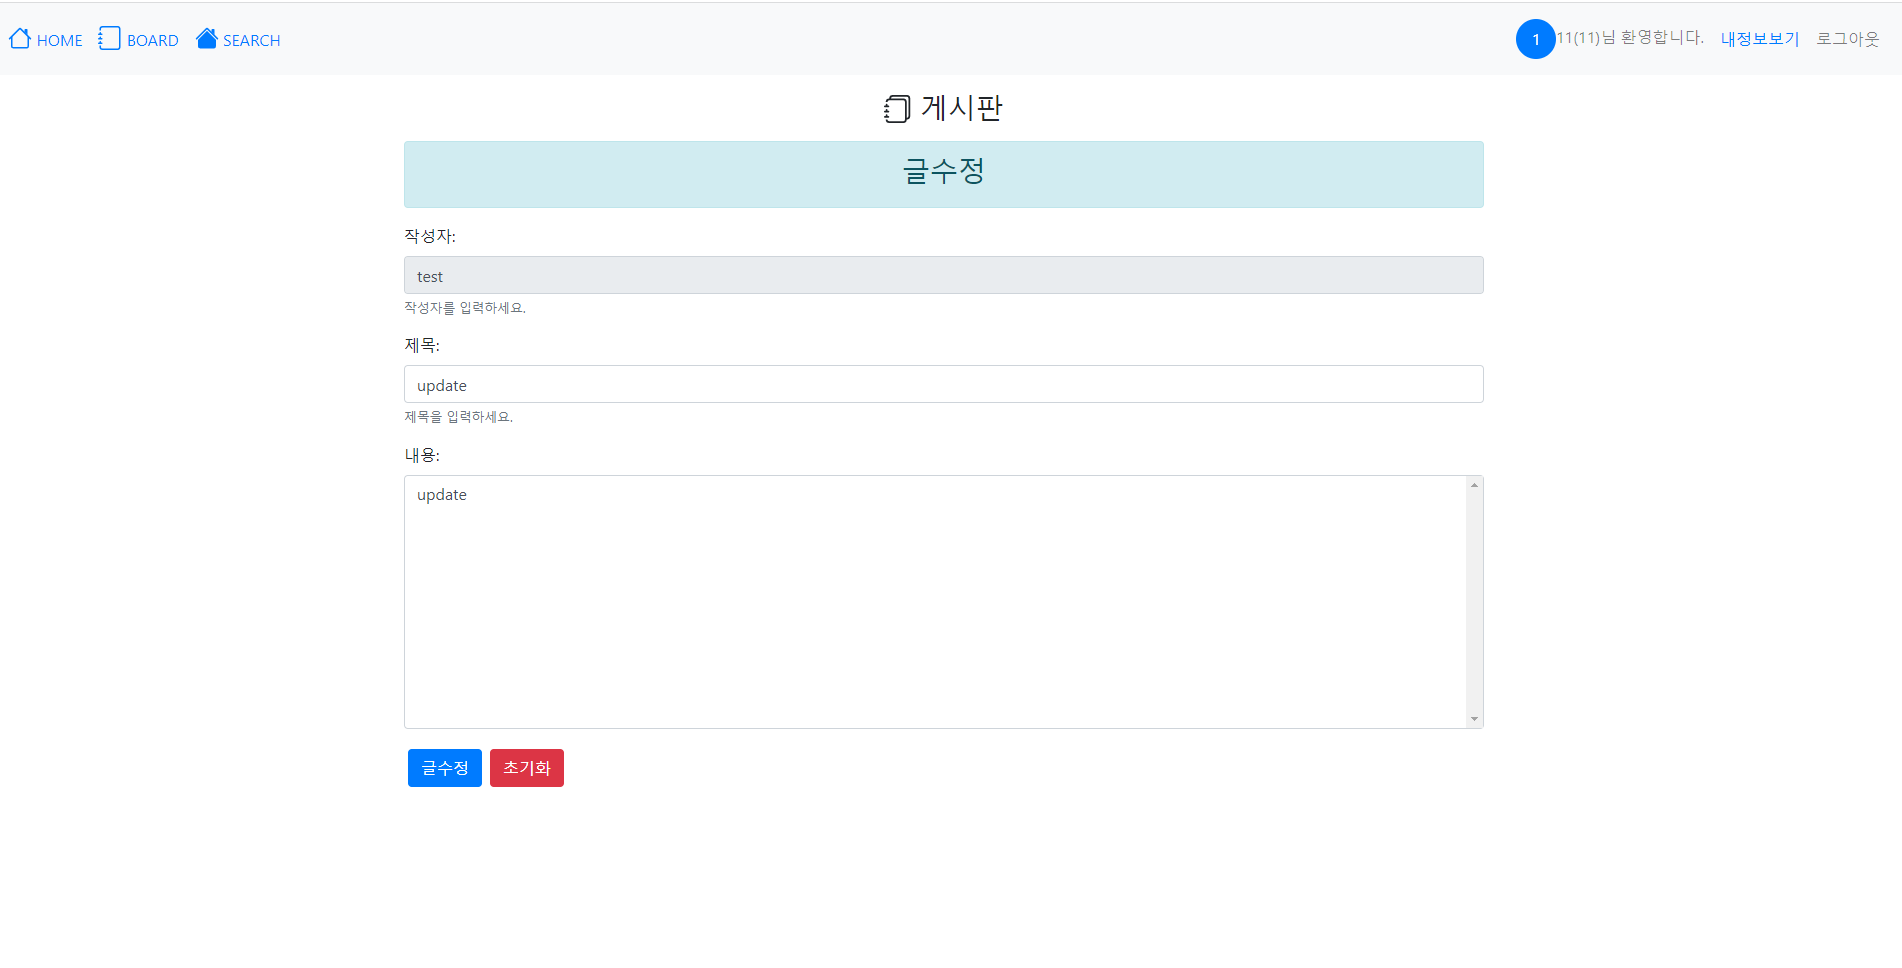 HOME BOARD SEARCH 1 11(11)님 환영합니다. 내정보보기 로그아웃
게시판
글수정
작성자:
test
작성자를 입력하세요.
제목:
update
제목을 입력하세요.
내용:
update
글수정 초기화